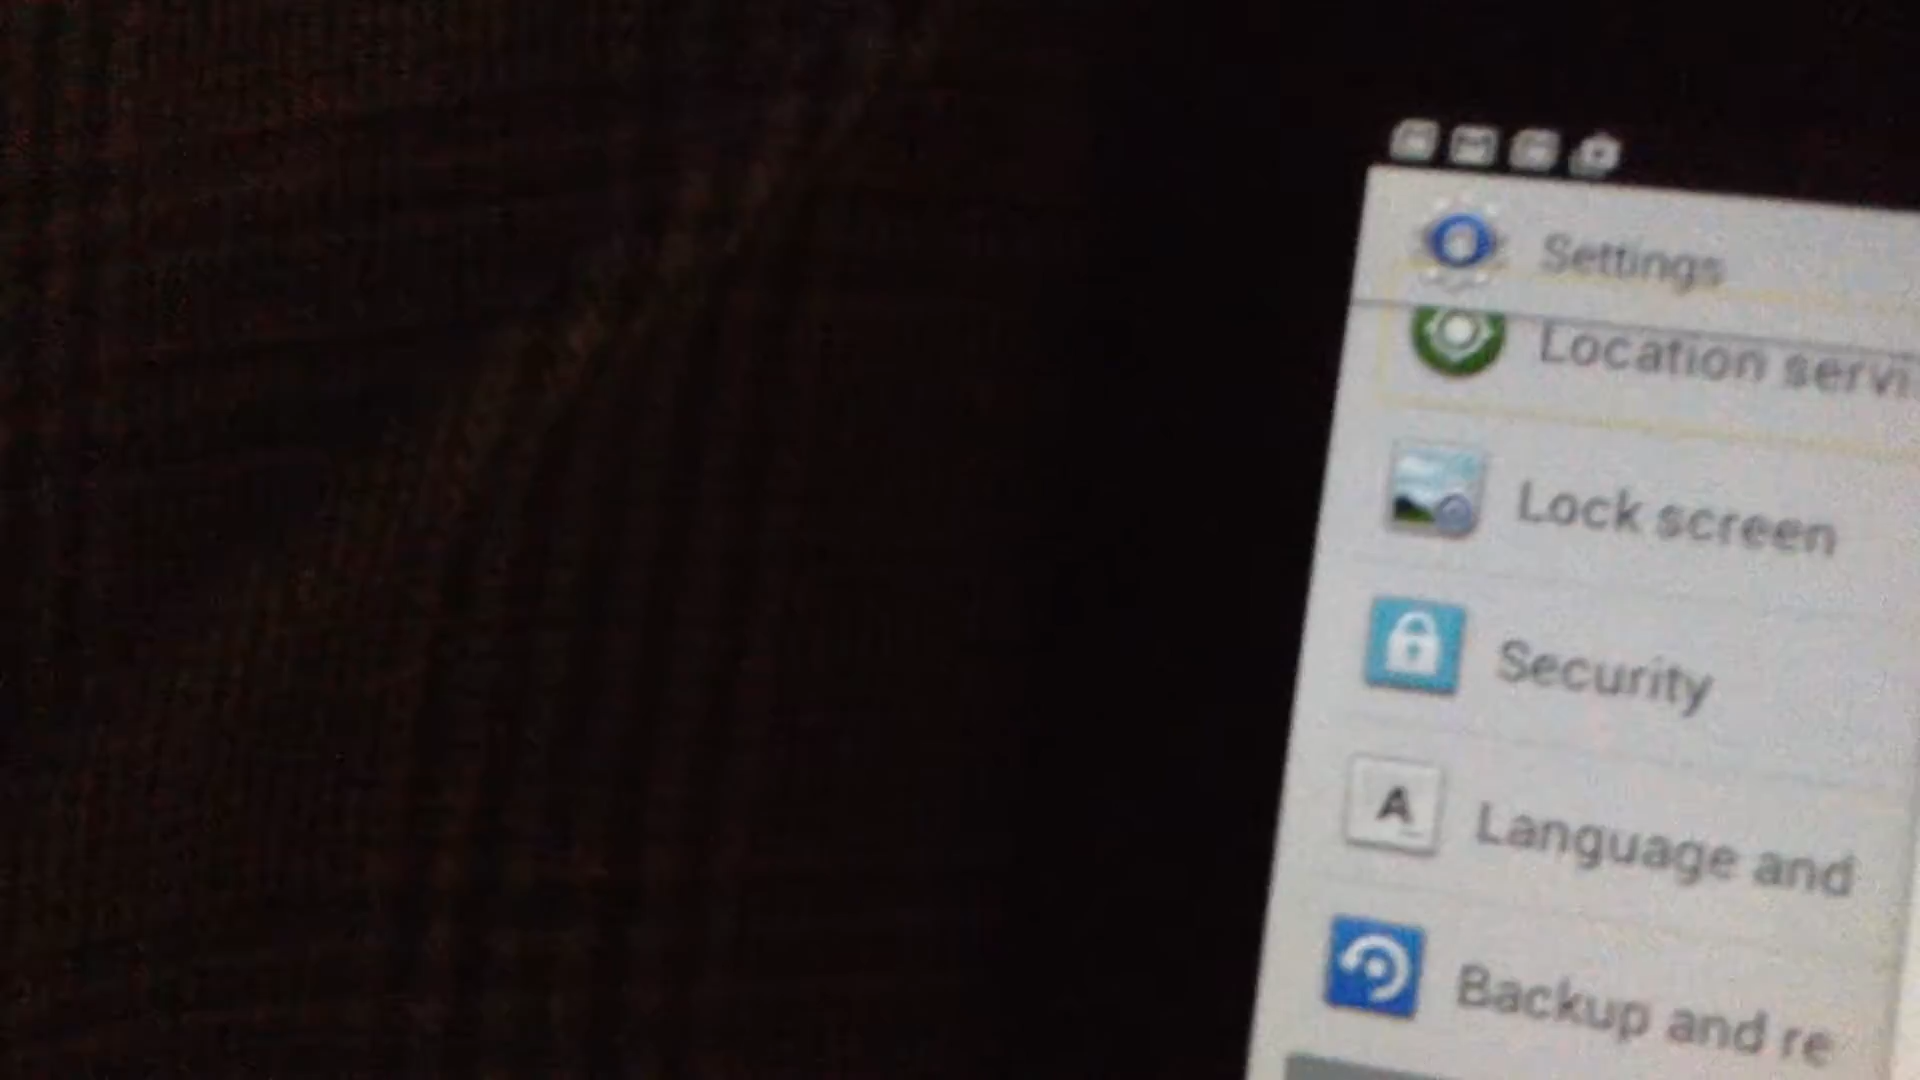 Settings
Location servi
Lock screen
Security
A
Language and
Backup and re